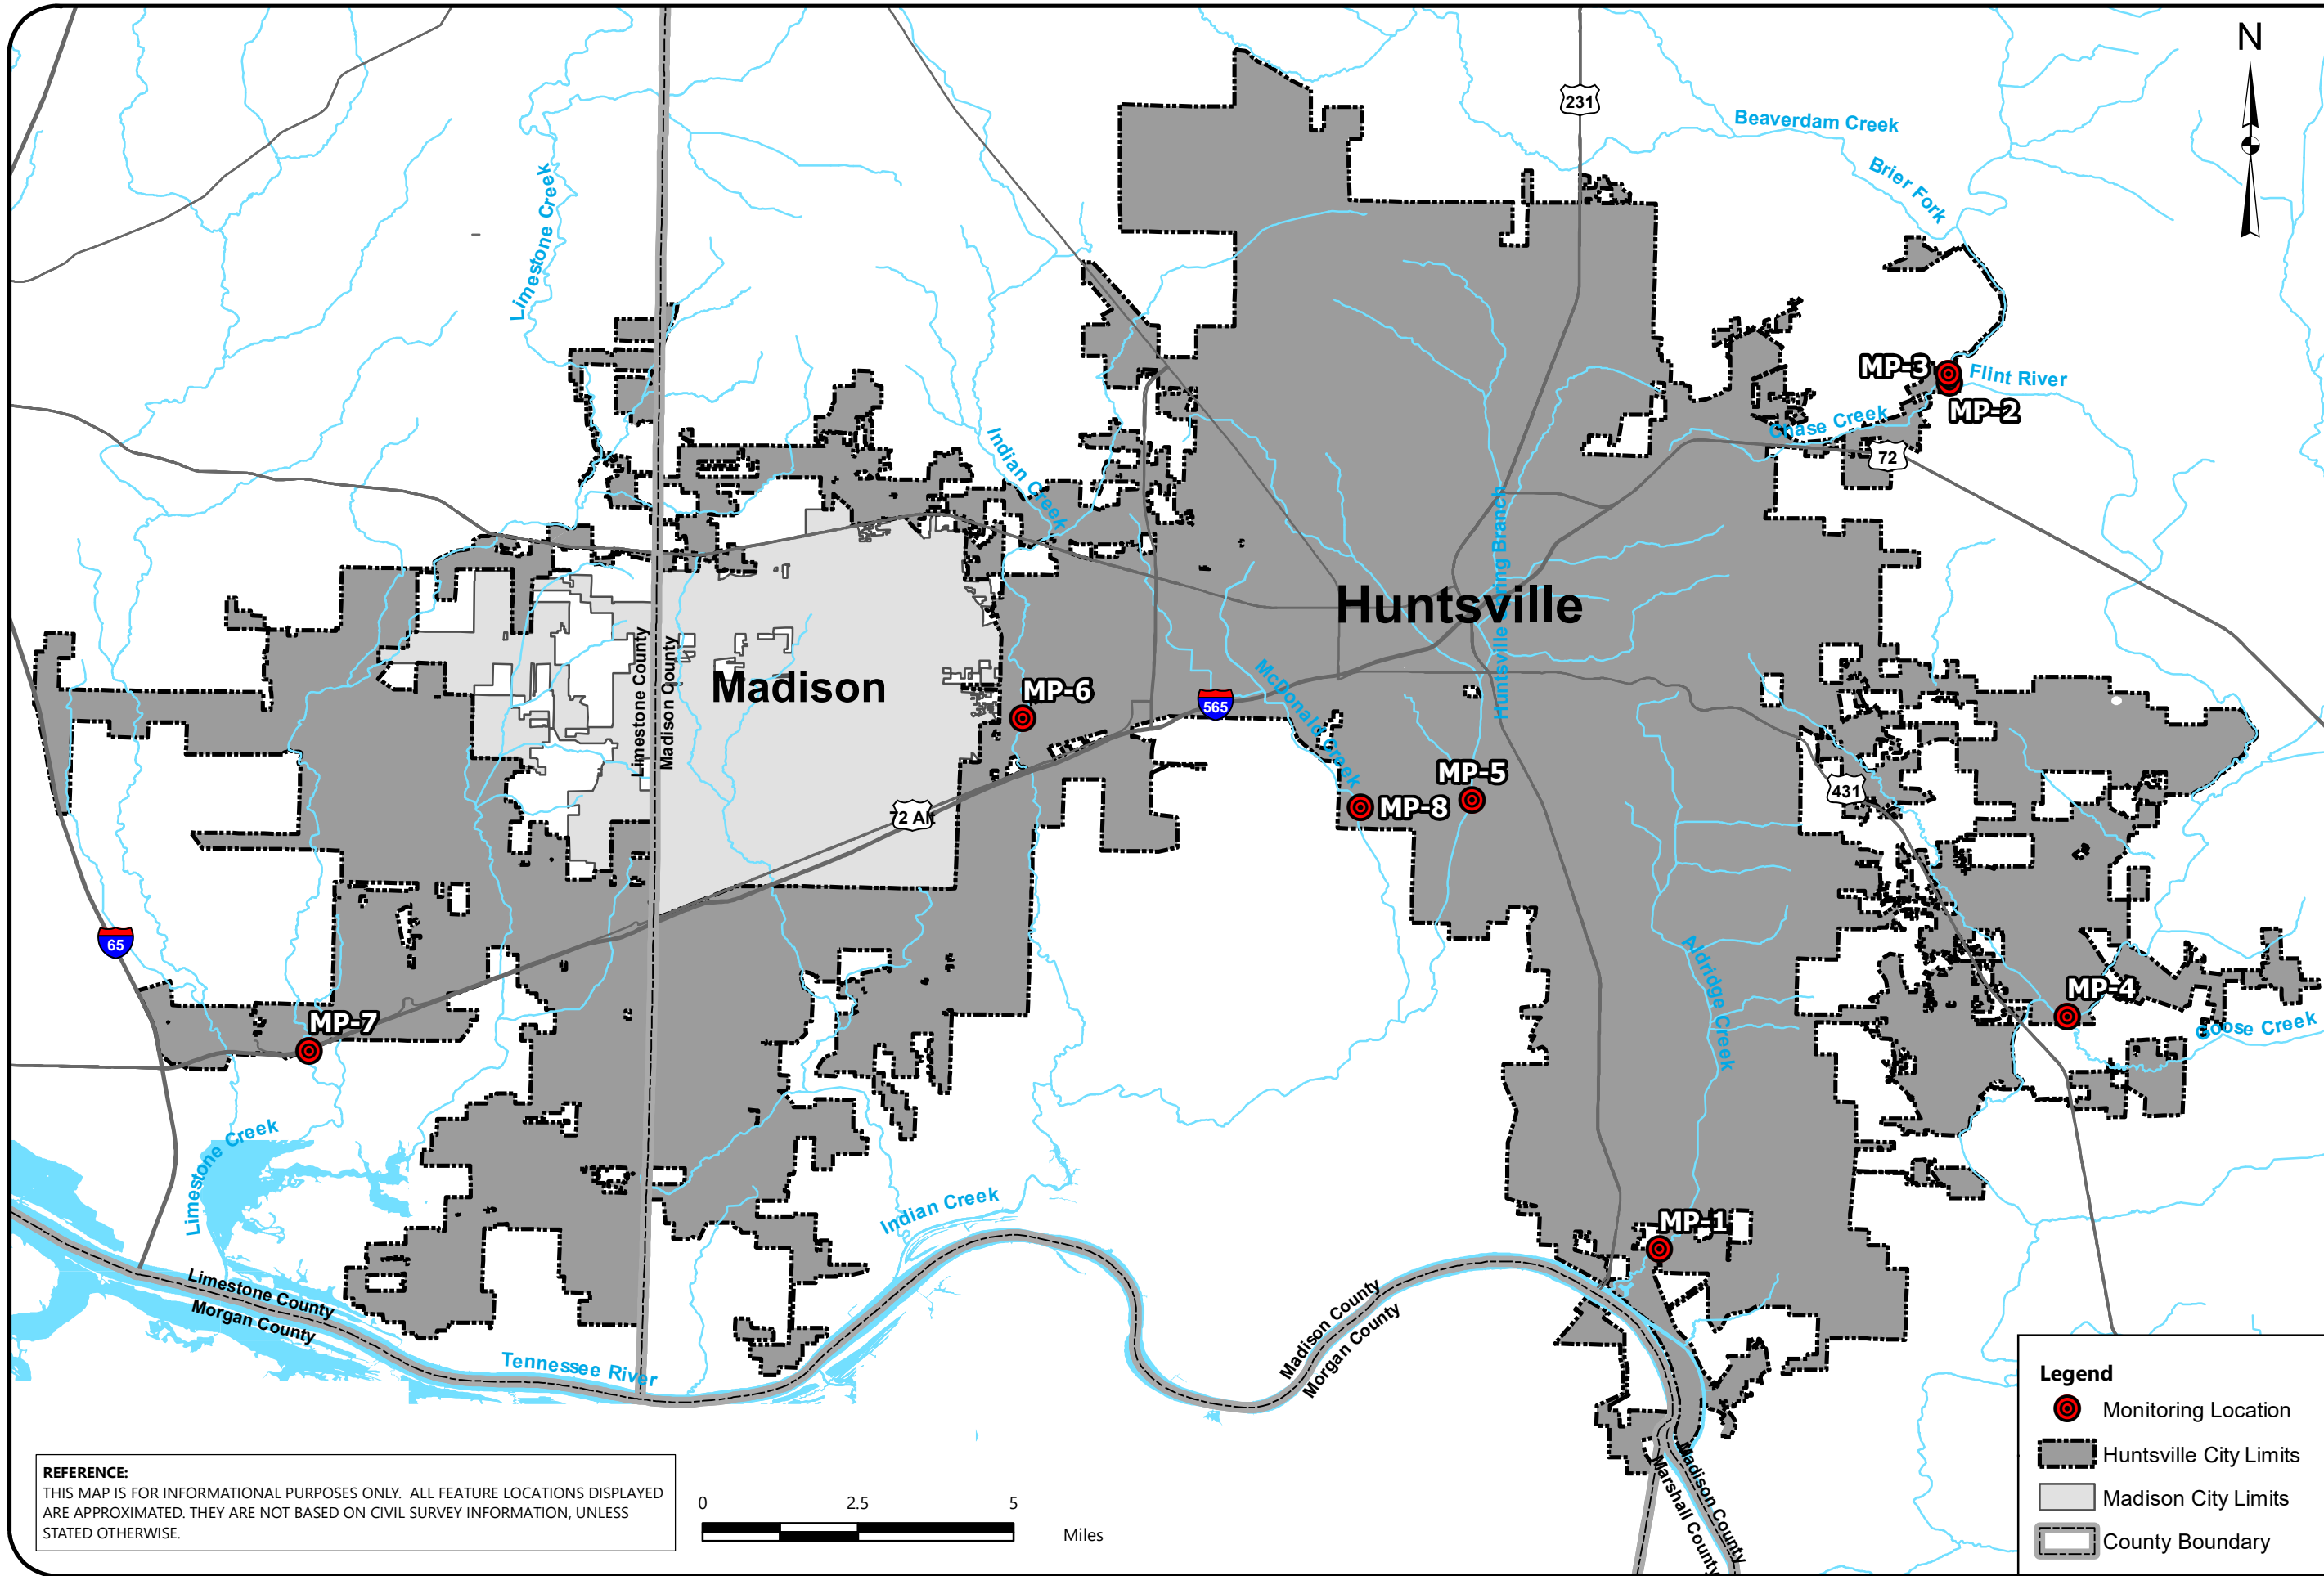 N
231
Beaverdam Creek
Brier Fork
Limestone Creek
MP-3
Flint River
MP-2
Chase Creek
72
Indian Creek
Huntsville Spring Branch
Huntsville
Limestone County
Madison County
Madison
MP-6
565
McDonald Creek
MP-5
MP-8
431
72 Alt
65
Aldridge Creek
MP-4
Goose Creek
MP-7
Limestone Creek
Indian Creek
MP-1
Limestone County
Morgan County
Tennessee River
Madison County
Morgan County
Madison County
Marshall County
Legend
Monitoring Location
Huntsville City Limits
Madison City Limits
County Boundary
REFERENCE:
THIS MAP IS FOR INFORMATIONAL PURPOSES ONLY. ALL FEATURE LOCATIONS DISPLAYED
ARE APPROXIMATED. THEY ARE NOT BASED ON CIVIL SURVEY INFORMATION, UNLESS
STATED OTHERWISE.
0 2.5 5
Miles